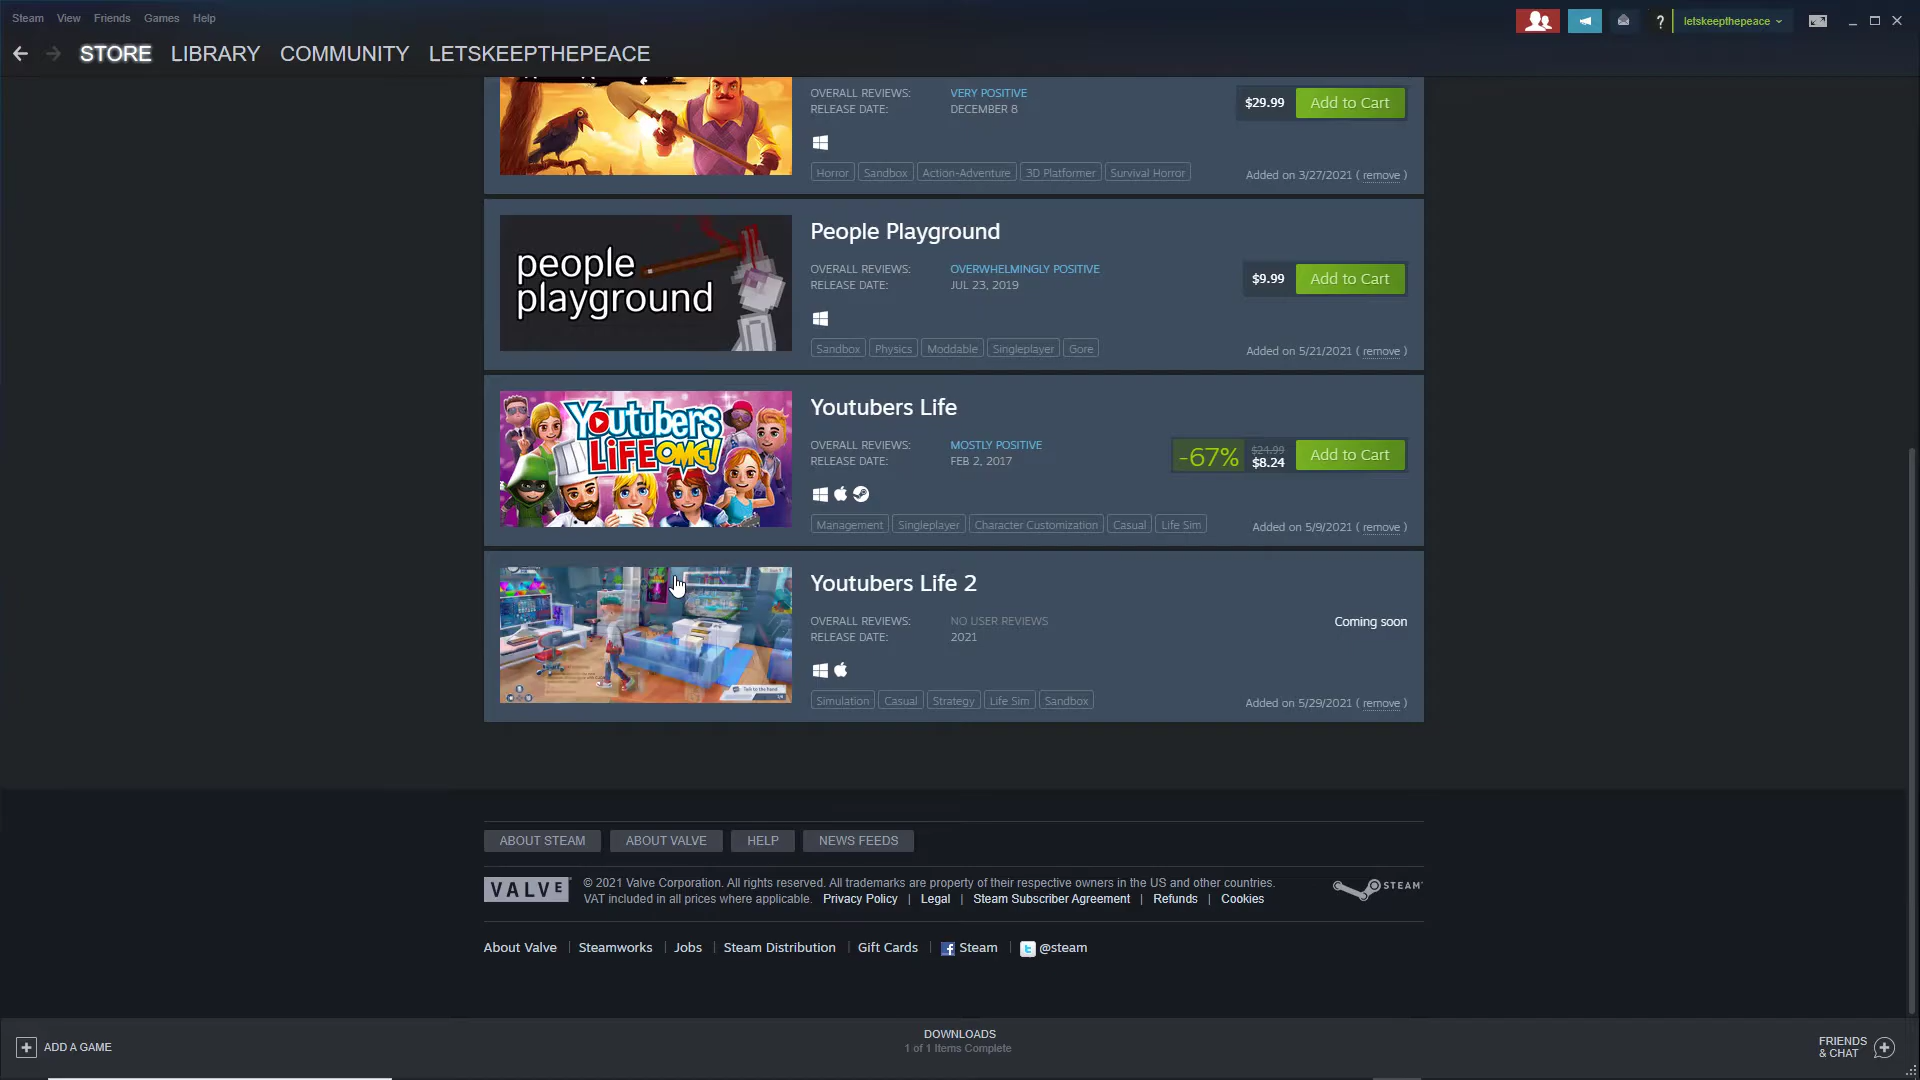 Steam View Friends Games Help
? letskeepthepeace
STORE LIBRARY COMMUNITY LETSKEEPTHEPEACE
OVERALL REVIEWS: VERY POSITIVE
RELEASE DATE: DECEMBER 8
$29.99 Add to Cart
Horror Sandbox Action-Adventure 3D Platformer Survival Horror
Added on 3/27/2021 ( remove )
people
playground
People Playground
OVERALL REVIEWS: OVERWHELMINGLY POSITIVE
RELEASE DATE: JUL 23, 2019
$9.99 Add to Cart
Sandbox Physics Moddable Singleplayer Gore
Added on 5/21/2021 ( remove )
Youtubers
LIFE OMG!
Youtubers Life
OVERALL REVIEWS: MOSTLY POSITIVE
RELEASE DATE: FEB 2, 2017
-67% $24.99 $8.24 Add to Cart
Management Singleplayer Character Customization Casual Life Sim
Added on 5/9/2021 ( remove )
Youtubers Life 2
OVERALL REVIEWS: NO USER REVIEWS
RELEASE DATE: 2021
Coming soon
Simulation Casual Strategy Life Sim Sandbox
Added on 5/29/2021 ( remove )
ABOUT STEAM ABOUT VALVE HELP NEWS FEEDS
VALVE
© 2021 Valve Corporation. All rights reserved. All trademarks are property of their respective owners in the US and other countries.
VAT included in all prices where applicable. Privacy Policy | Legal | Steam Subscriber Agreement | Refunds | Cookies
STEAM
About Valve | Steamworks | Jobs | Steam Distribution | Gift Cards | Steam | @steam
ADD A GAME
DOWNLOADS
1 of 1 Items Complete
FRIENDS
& CHAT